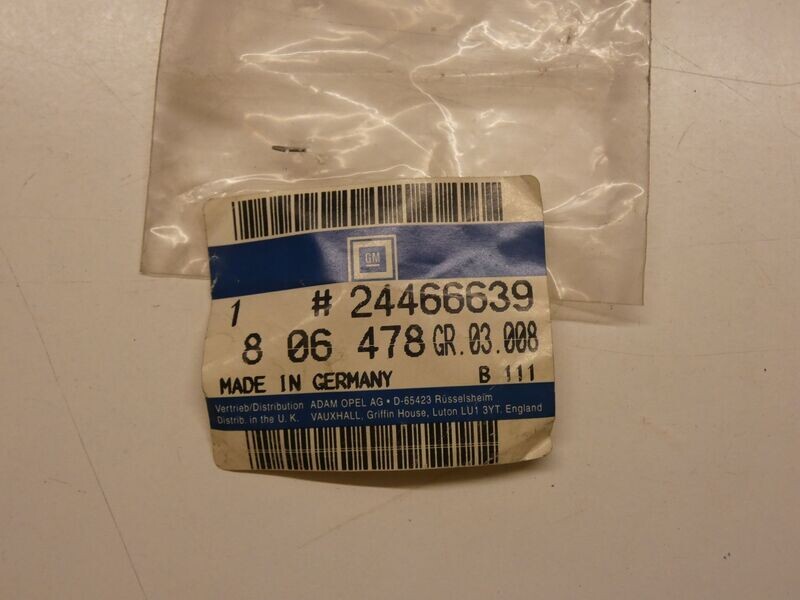 GM
1 # 24466639
8 06 478 GR.03.008
MADE IN GERMANY B 111
Vertrieb/Distribution ADAM OPEL AG • D-65423 Rüsselsheim
Distrib. in the U. K. VAUXHALL, Griffin House, Luton LU1 3YT, England